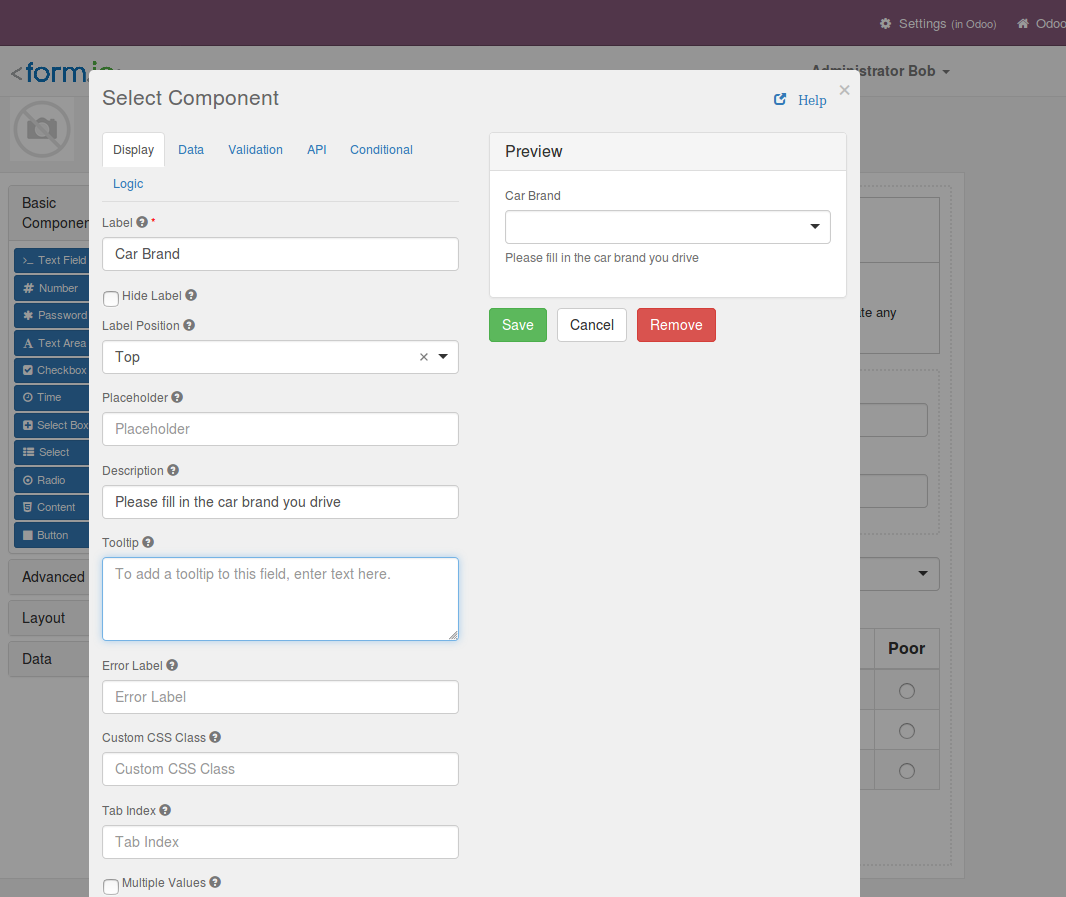 Settings (in Odoo) Odoo
<form.io
Administrator Bob
Select Component
Help
×
Display Data Validation API Conditional
Logic
Label *
Car Brand
Hide Label
Label Position
Top
Placeholder
Placeholder
Description
Please fill in the car brand you drive
Tooltip
To add a tooltip to this field, enter text here.
Error Label
Error Label
Custom CSS Class
Custom CSS Class
Tab Index
Tab Index
Multiple Values
Preview
Car Brand
Please fill in the car brand you drive
Save Cancel Remove
Basic
>_ Text Field
Number
Password
A Text Area
Checkbox
Time
Select Box
Select
Radio
Content
Button
Advanced
Layout
Data
any
Poor